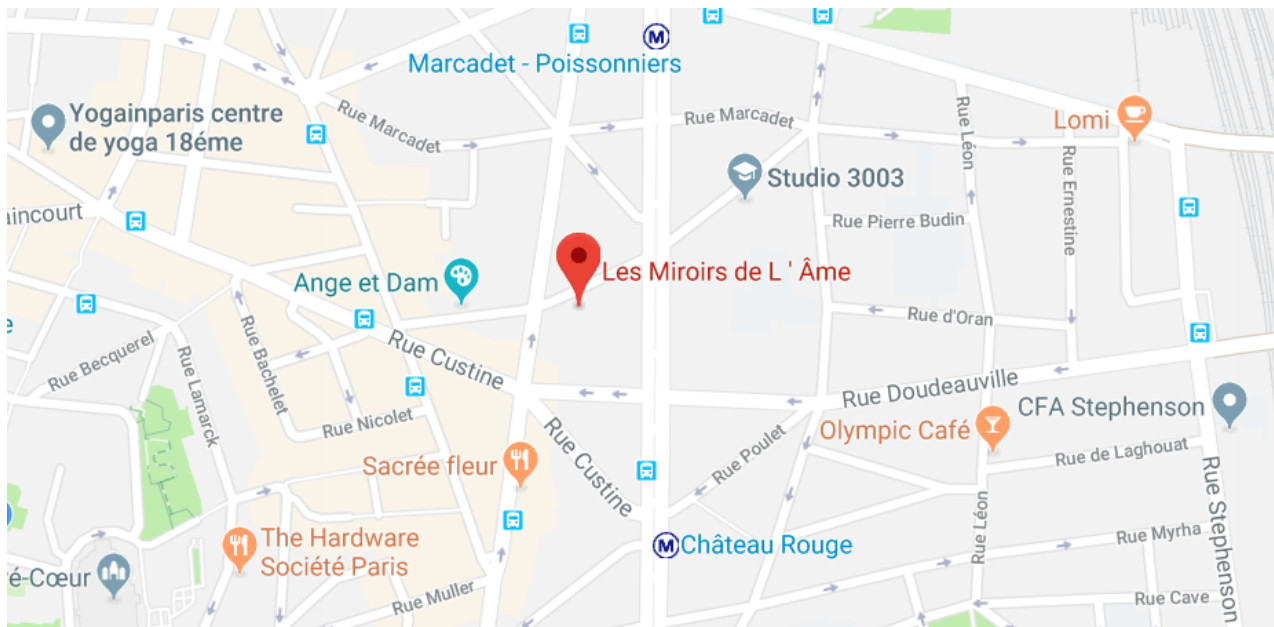 Marcadet - Poissonniers
Yogainparis centre
de yoga 18éme
Rue Marcadet
Rue Marcadet
Rue Léon
Lomi
Rue Ernestine
Studio 3003
aincourt
Rue Pierre Budin
Les Miroirs de L ' Âme
Ange et Dam
Rue d'Oran
e
Rue Becquerel
Rue Bachelet
Rue Custine
Rue Lamarck
Rue Doudeauville
CFA Stephenson
Rue Nicolet
Olympic Café
Rue Poulet
Rue de Laghouat
Sacrée fleur
Rue Custine
Rue Stephenson
The Hardware
Société Paris
Château Rouge
Rue Léon
Rue Myrha
ré-Cœur
Rue Muller
Rue Cave
M
M